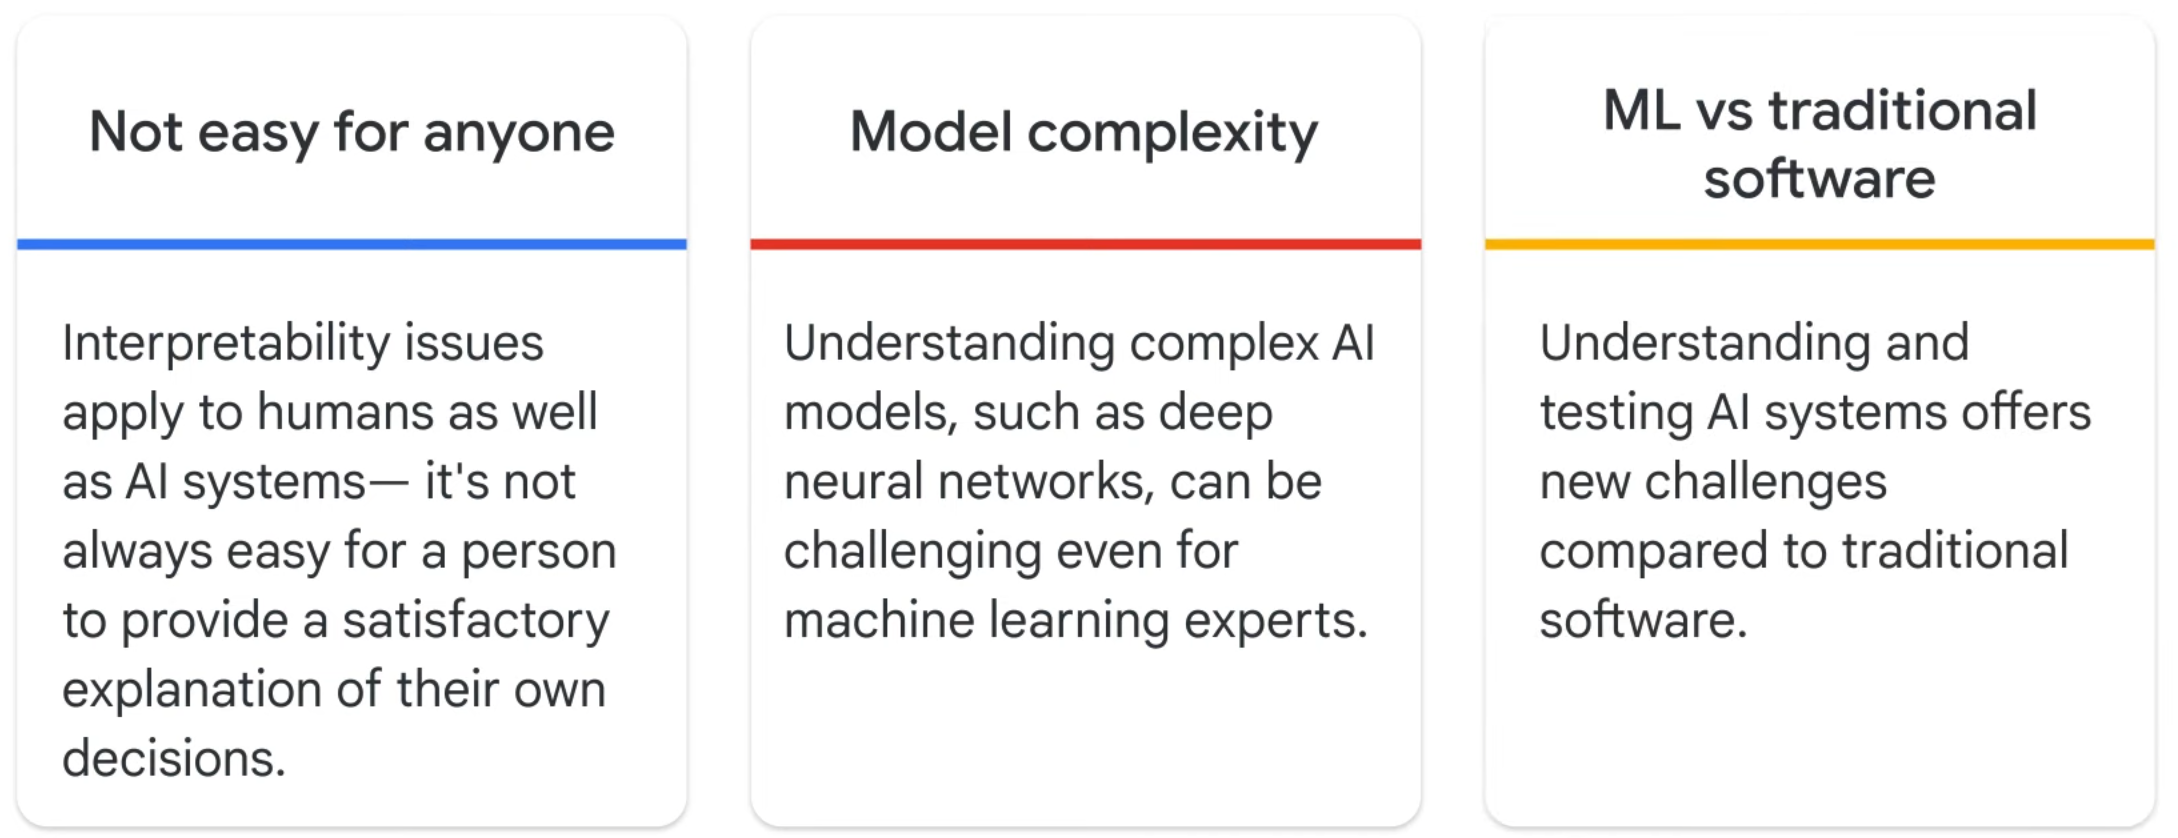 Not easy for anyone
Interpretability issues
apply to humans as well
as AI systems— it's not
always easy for a person
to provide a satisfactory
explanation of their own
decisions.
Model complexity
Understanding complex AI
models, such as deep
neural networks, can be
challenging even for
machine learning experts.
ML vs traditional
software
Understanding and
testing AI systems offers
new challenges
compared to traditional
software.